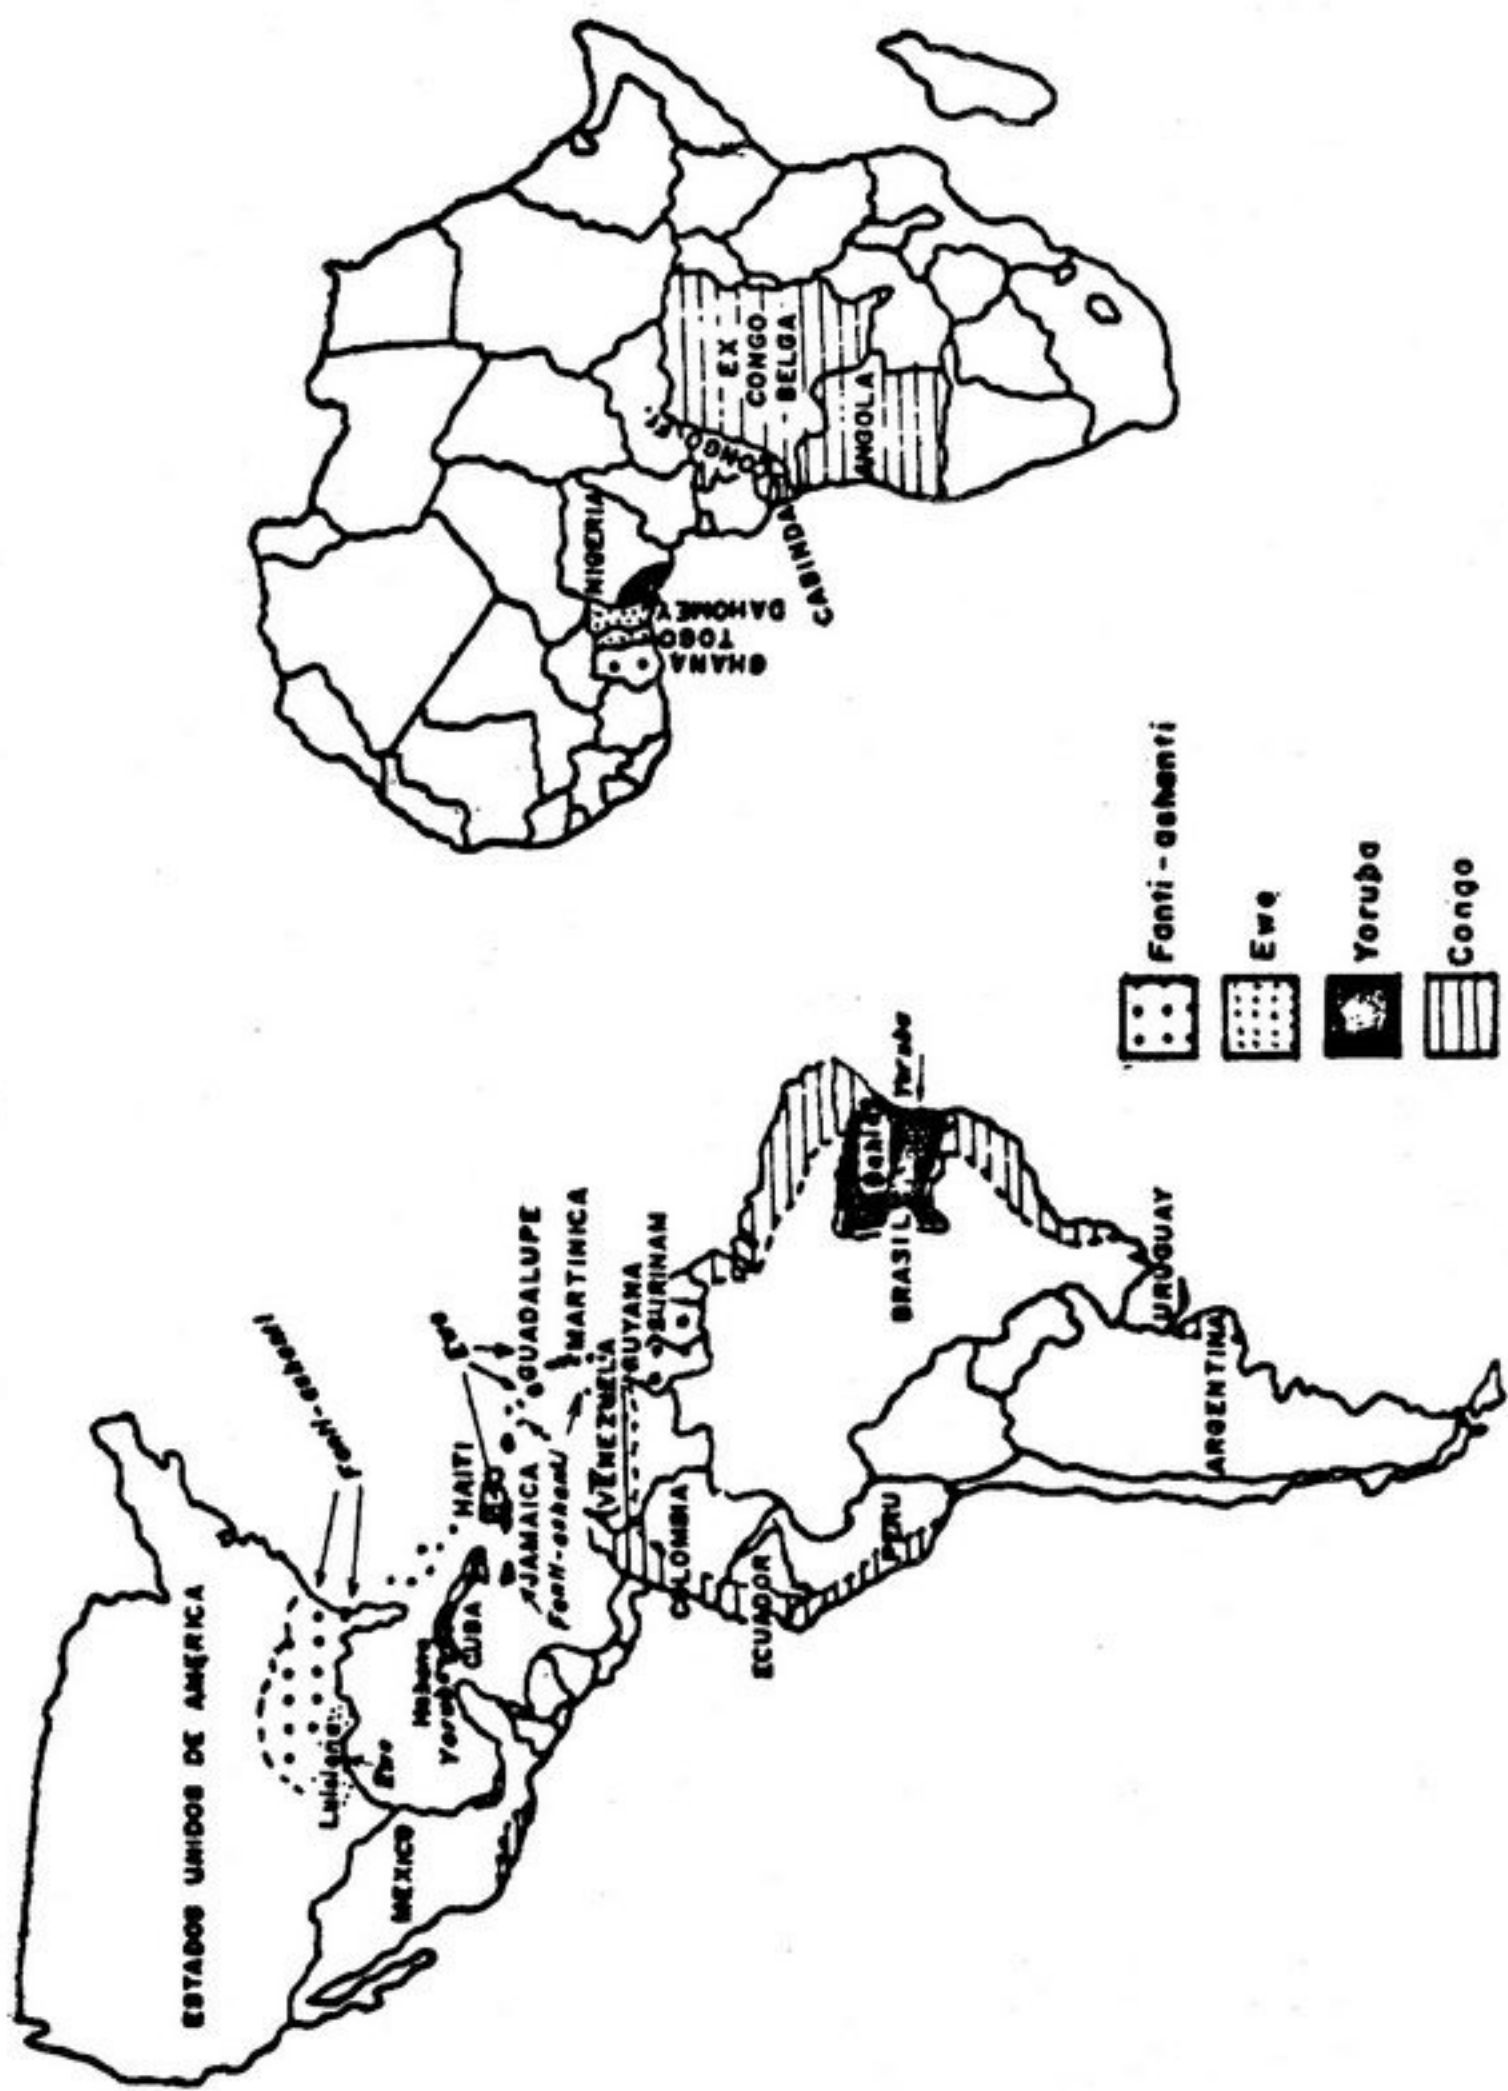 ESTADOS UNIDOS DE AMERICA
Fanti-ashanti
Luisiana
Ewe
MEXICO
Habana
Yoruba
CUBA
HAITI
Ewe
JAMAICA
Fanti-ashanti
GUADALUPE
MARTINICA
VENEZUELA
GUYANA
SURINAM
COLOMBIA
ECUADOR
PERU
BRASIL
Bahia
Yoruba
URUGUAY
ARGENTINA
NIGERIA
DAHOMEY
TOGO
GHANA
CABINDA
EX
CONGO
BELGA
ANGOLA
Fanti-ashanti
Ewe
Yoruba
Congo